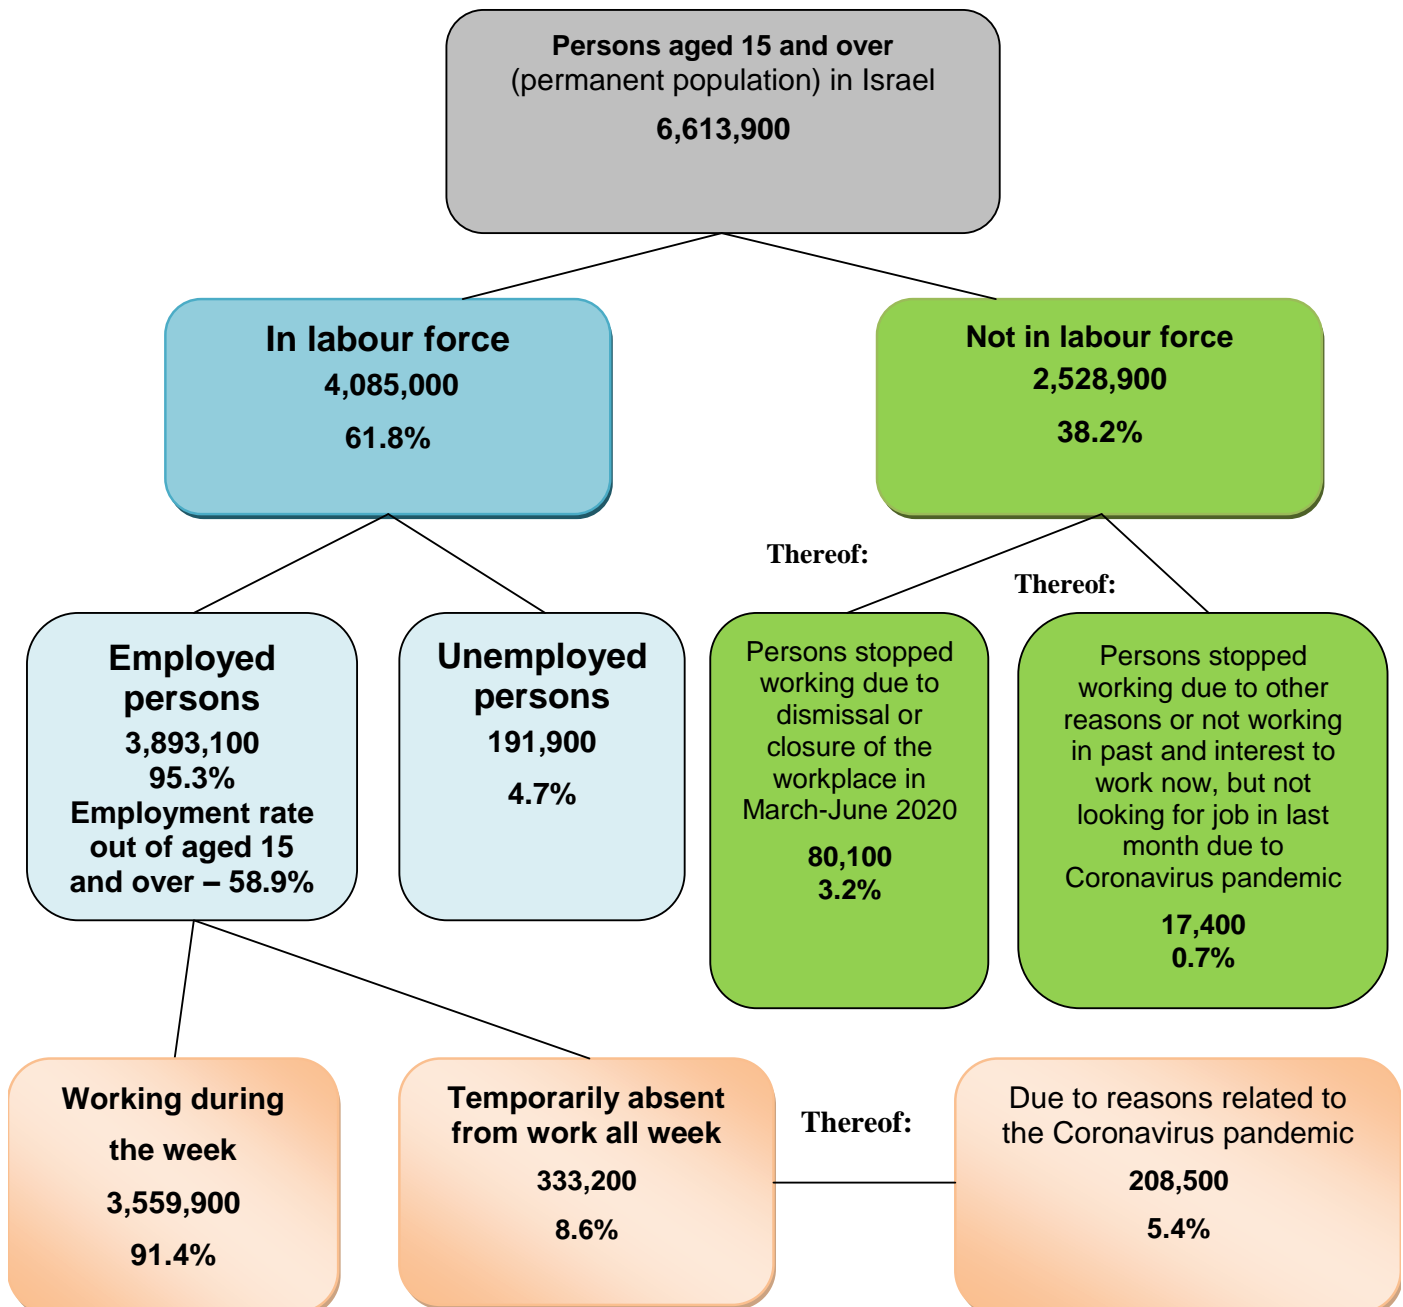 Persons aged 15 and over
(permanent population) in Israel
6,613,900
In labour force
4,085,000
61.8%
Not in labour force
2,528,900
38.2%
Thereof:
Thereof:
Employed
persons
3,893,100
95.3%
Employment rate
out of aged 15
and over – 58.9%
Unemployed
persons
191,900
4.7%
Persons stopped
working due to
dismissal or
closure of the
workplace in
March-June 2020
80,100
3.2%
Persons stopped
working due to other
reasons or not working
in past and interest to
work now, but not
looking for job in last
month due to
Coronavirus pandemic
17,400
0.7%
Working during
the week
3,559,900
91.4%
Temporarily absent
from work all week
333,200
8.6%
Thereof:
Due to reasons related to
the Coronavirus pandemic
208,500
5.4%